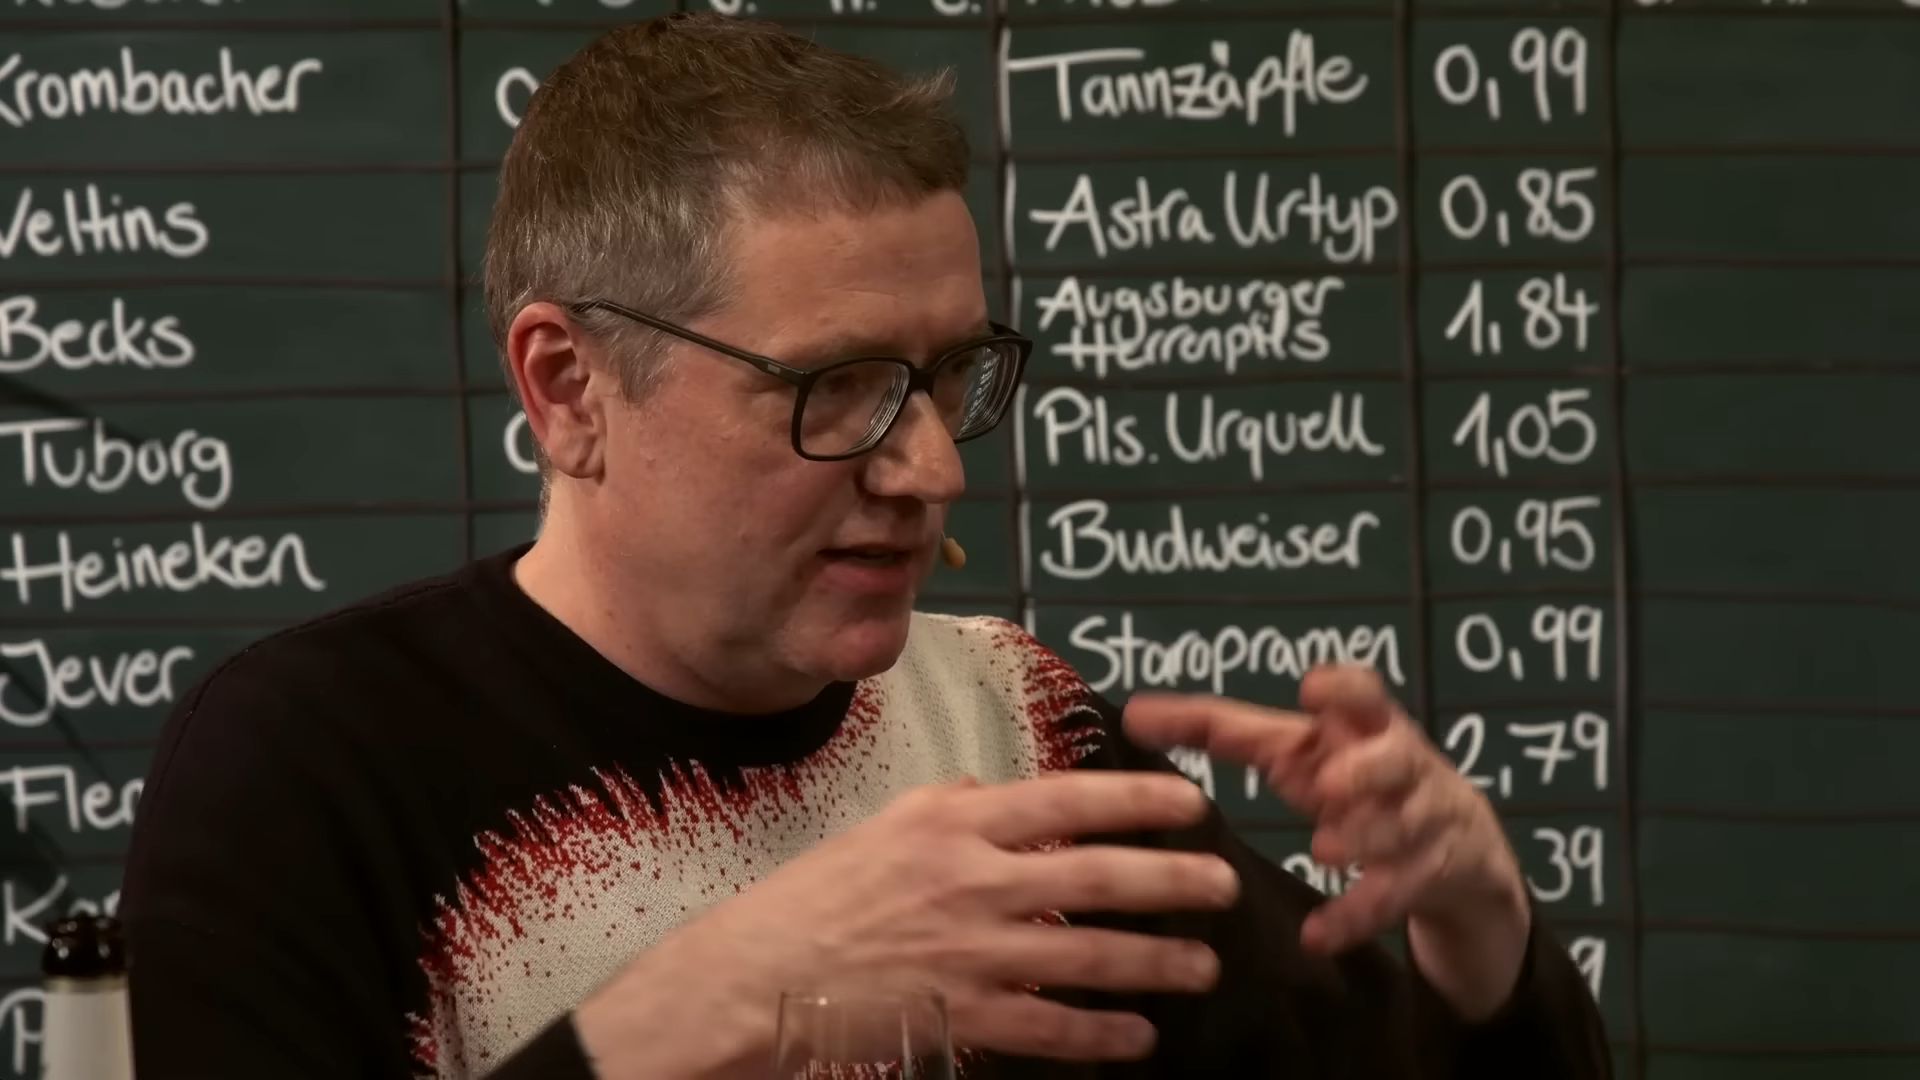 Krombacher
Veltins
Becks
Tuborg
Heineken
Jever
Tannzäpfle 0,99
Astra Urtyp 0,85
Augsburger
Herrenpils 1,84
Pils. Urquell 1,05
Budweiser 0,95
Staropramen 0,99
2,79
39
9